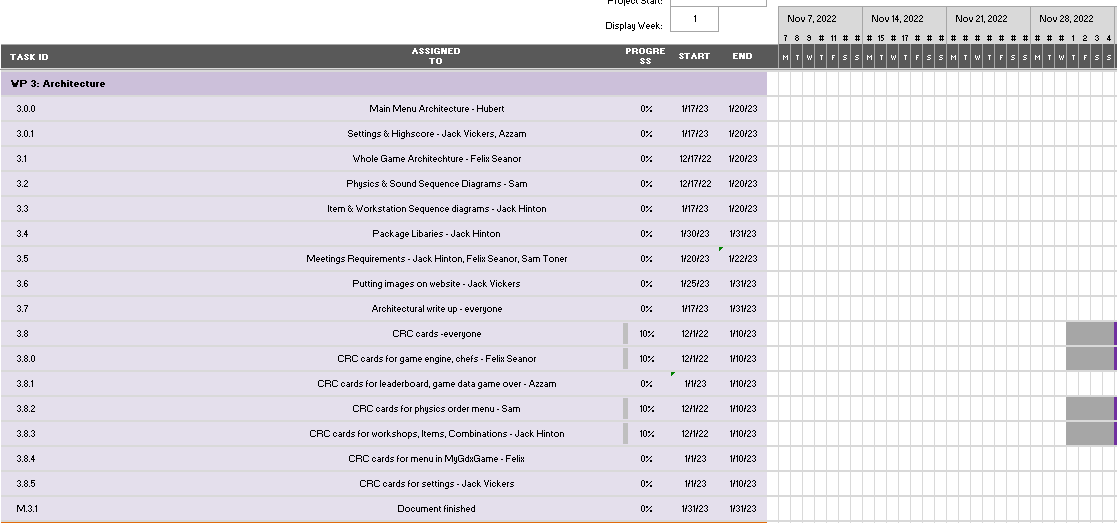 Project Start:
Display Week: 1
Nov 7, 2022 Nov 14, 2022 Nov 21, 2022 Nov 28, 2022
7 8 9 # 11 # # # 15 # 17 # # # # # # # # # # # # 1 2 3 4
TASK ID ASSIGNED TO PROGRESS START END M T W T F S S M T W T F S S M T W T F S S M T W T F S S
WP 3: Architecture
3.0.0 Main Menu Architecture - Hubert 0% 1/17/23 1/20/23
3.0.1 Settings & Highscore - Jack Vickers, Azzam 0% 1/17/23 1/20/23
3.1 Whole Game Architechture - Felix Seanor 0% 12/17/22 1/20/23
3.2 Physics & Sound Sequence Diagrams - Sam 0% 12/17/22 1/20/23
3.3 Item & Workstation Sequence diagrams - Jack Hinton 0% 1/17/23 1/20/23
3.4 Package Libaries - Jack Hinton 0% 1/30/23 1/31/23
3.5 Meetings Requirements - Jack Hinton, Felix Seanor, Sam Toner 0% 1/20/23 1/22/23
3.6 Putting images on website - Jack Vickers 0% 1/25/23 1/31/23
3.7 Architectural write up - everyone 0% 1/17/23 1/31/23
3.8 CRC cards -everyone 10% 12/1/22 1/10/23
3.8.0 CRC cards for game engine, chefs - Felix Seanor 10% 12/1/22 1/10/23
3.8.1 CRC cards for leaderboard, game data game over - Azzam 0% 1/1/23 1/10/23
3.8.2 CRC cards for physics order menu - Sam 10% 12/1/22 1/10/23
3.8.3 CRC cards for workshops, Items, Combinations - Jack Hinton 10% 12/1/22 1/10/23
3.8.4 CRC cards for menu in MyGdxGame - Felix 0% 1/1/23 1/10/23
3.8.5 CRC cards for settings - Jack Vickers 0% 1/1/23 1/10/23
M.3.1 Document finished 0% 1/31/23 1/31/23